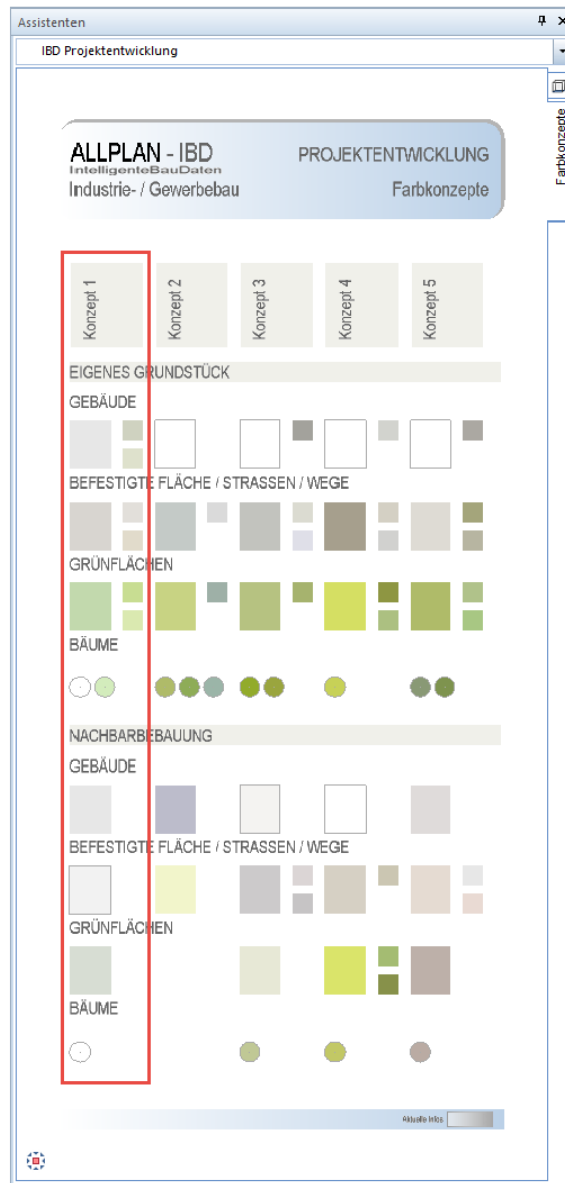 Assistenten
IBD Projektentwicklung
Farbkonzepte
ALLPLAN - IBD
IntelligenteBauDaten
Industrie- / Gewerbebau
PROJEKTENTWICKLUNG
Farbkonzepte
Konzept 1
Konzept 2
Konzept 3
Konzept 4
Konzept 5
EIGENES GRUNDSTÜCK
GEBÄUDE
BEFESTIGTE FLÄCHE / STRASSEN / WEGE
GRÜNFLÄCHEN
BÄUME
NACHBARBEBAUUNG
GEBÄUDE
BEFESTIGTE FLÄCHE / STRASSEN / WEGE
GRÜNFLÄCHEN
BÄUME
Aktuelle Infos